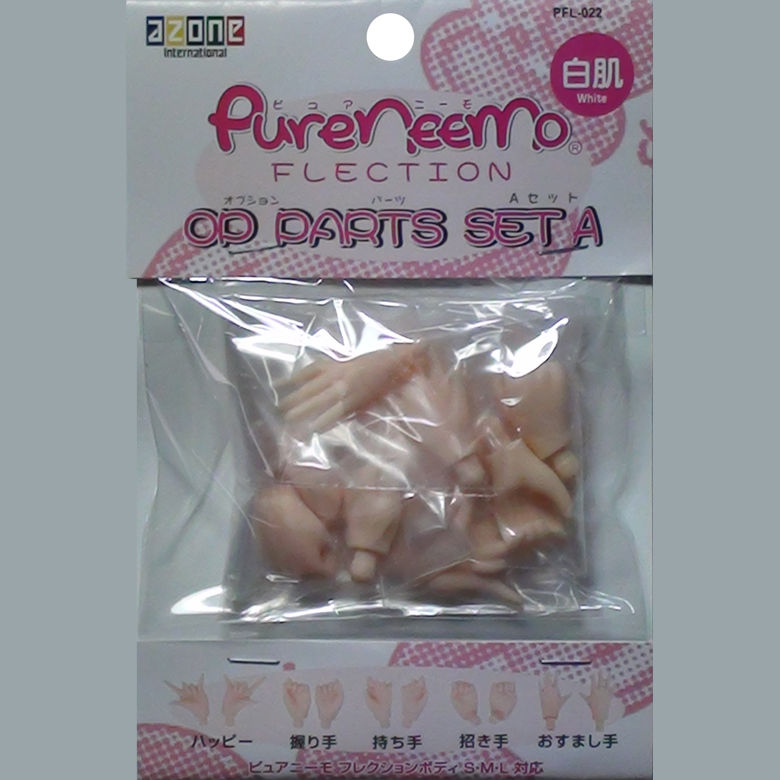 azone
International
PFL-022
白肌
White
ピュアニーモ
PureNeemo®
FLECTION
オプション パーツ Aセット
OP PARTS SET A
ハッピー 握り手 持ち手 招き手 おすまし手
ピュアニーモ フレクションボディ S・M・L 対応